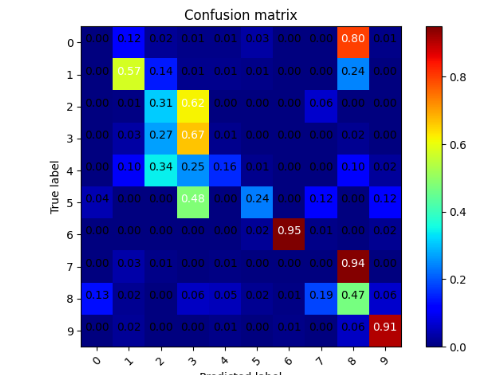 Confusion matrix
0 0.00 0.12 0.02 0.01 0.01 0.00 0.00 0.80 0.01
1 0.00 0.57 0.14 0.01 0.01 0.01 0.00 0.00 0.24 0.00
2 0.00 0.31 0.62 0.00 0.00 0.00 0.00 0.00
3 0.00 0.03 0.27 0.67 0.01 0.00 0.00 0.00 0.02 0.00
4 0.00 0.10 0.34 0.25 0.16 0.01 0.00 0.00 0.10 0.02
5 0.04 0.00 0.00 0.48 0.00 0.24 0.00 0.12 0.00 0.12
6 0.00 0.00 0.00 0.00 0.00 0.02 0.95 0.01 0.00 0.02
7 0.00 0.03 0.01 0.00 0.01 0.00 0.00 0.00 0.94 0.00
8 0.13 0.02 0.00 0.05 0.02 0.19 0.47
9 0.00 0.02 0.00 0.00 0.00 0.00 0.01 0.00 0.91
0 1 2 3 4 5 6 7 8 9
True label
Predicted label
0.8
0.6
0.4
0.2
0.0